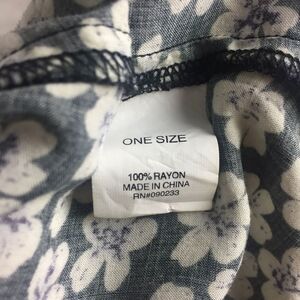 ONE SIZE
100% RAYON
MADE IN CHINA
RN#090233